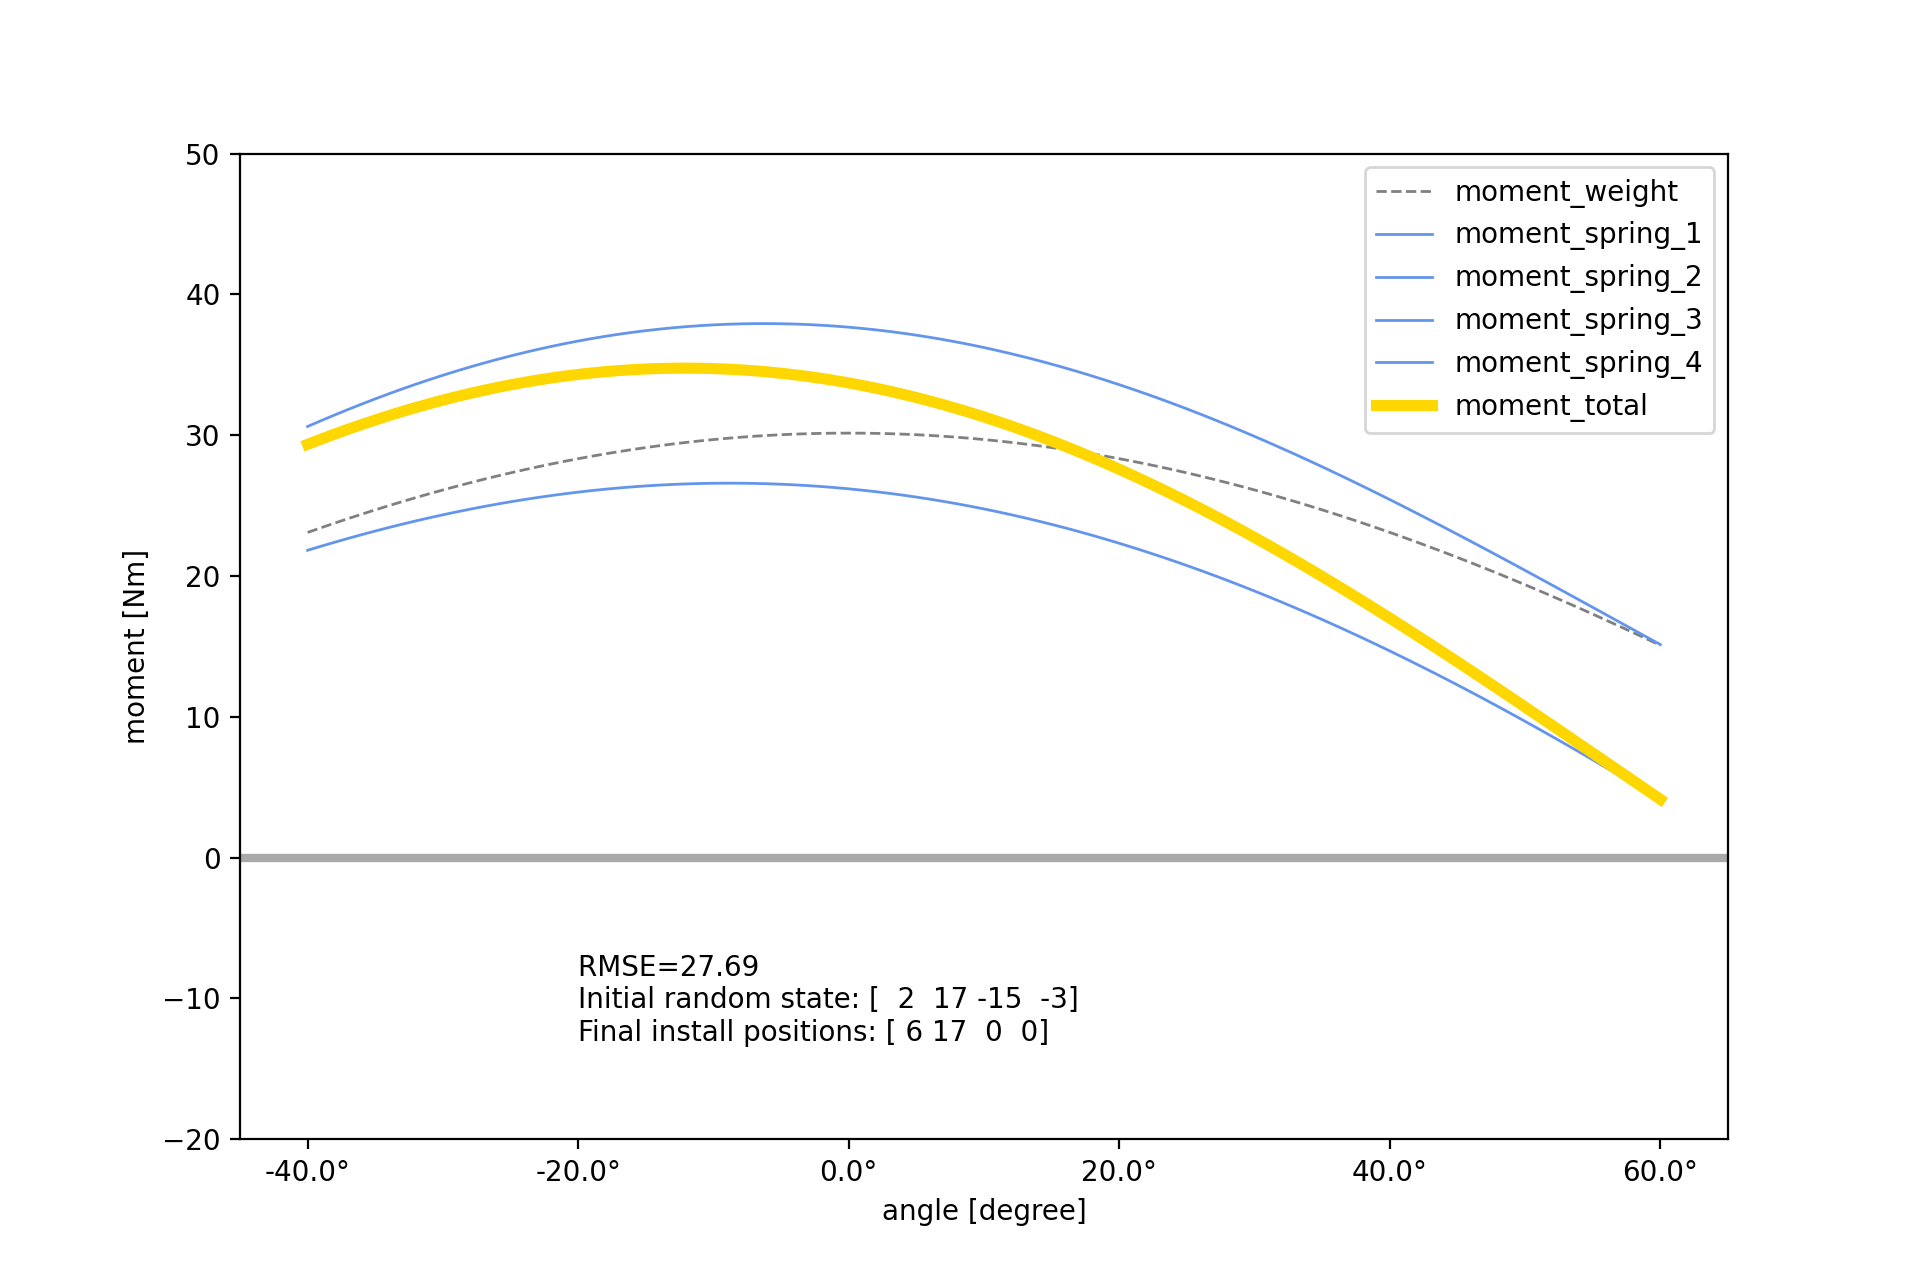 50
40
30
20
10
0
−10
−20
moment [Nm]
moment_weight
moment_spring_1
moment_spring_2
moment_spring_3
moment_spring_4
moment_total
RMSE=27.69
Initial random state: [  2  17 -15  -3]
Final install positions: [ 6 17  0  0]
-40.0° -20.0° 0.0° 20.0° 40.0° 60.0°
angle [degree]